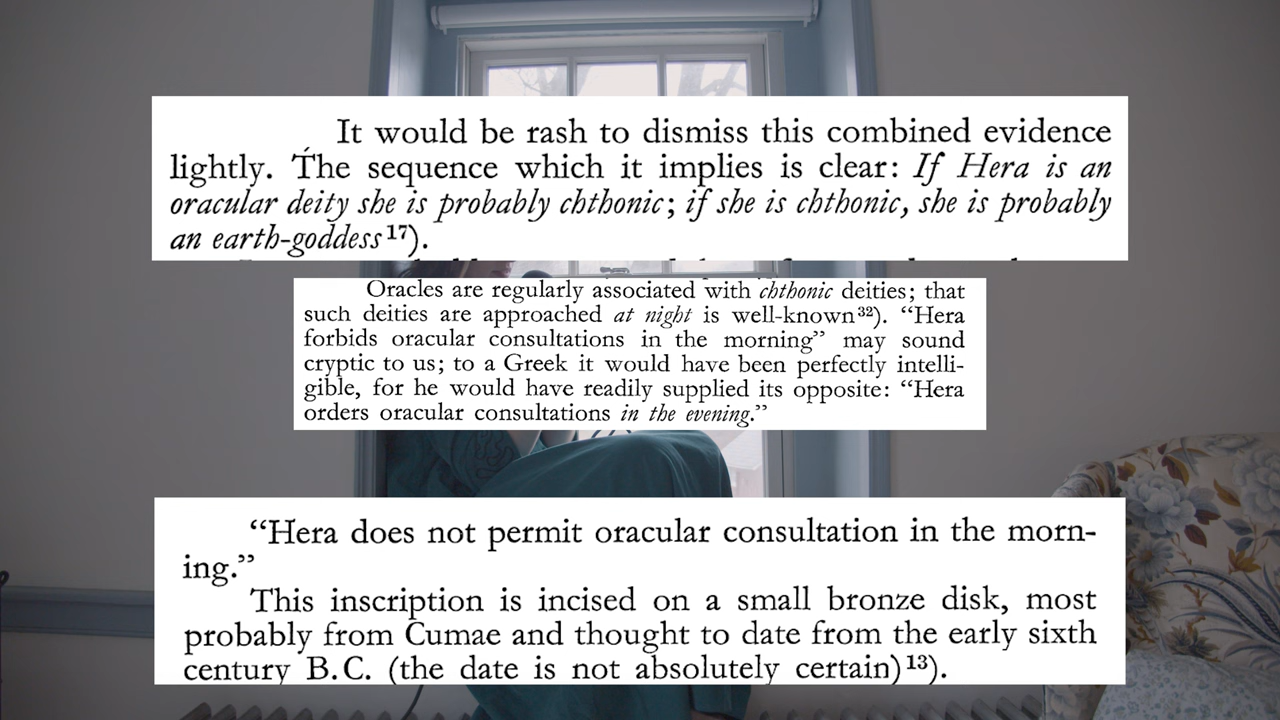 It would be rash to dismiss this combined evidence
lightly. The sequence which it implies is clear: If Hera is an
oracular deity she is probably chthonic; if she is chthonic, she is probably
an earth-goddess¹⁷).
Oracles are regularly associated with chthonic deities; that
such deities are approached at night is well-known³²). “Hera
forbids oracular consultations in the morning” may sound
cryptic to us; to a Greek it would have been perfectly intelli-
gible, for he would have readily supplied its opposite: “Hera
orders oracular consultations in the evening.”
“Hera does not permit oracular consultation in the morn-
ing.”
This inscription is incised on a small bronze disk, most
probably from Cumae and thought to date from the early sixth
century B.C. (the date is not absolutely certain)¹³).